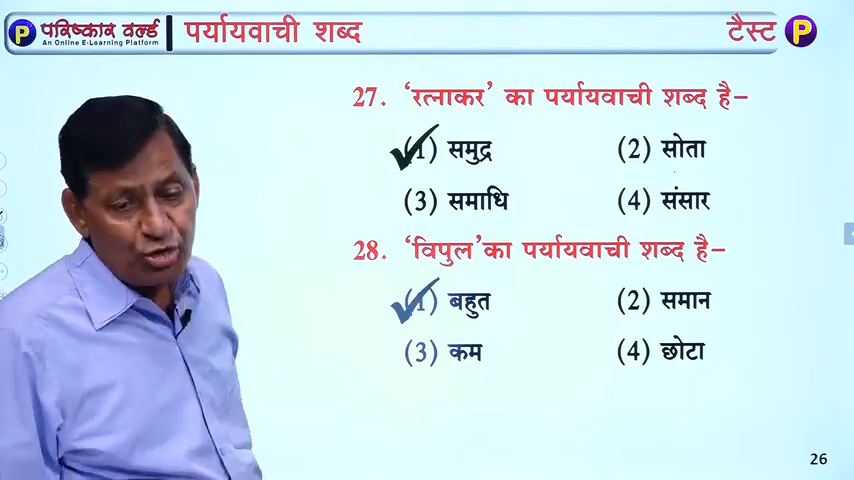 P परिष्कार वर्ल्ड पर्यायवाची शब्द टैस्ट P
An Online E-Learning Platform
27. 'रत्नाकर' का पर्यायवाची शब्द है–
(1) समुद्र (2) सोता
(3) समाधि (4) संसार
28. 'विपुल' का पर्यायवाची शब्द है–
(1) बहुत (2) समान
(3) कम (4) छोटा
26